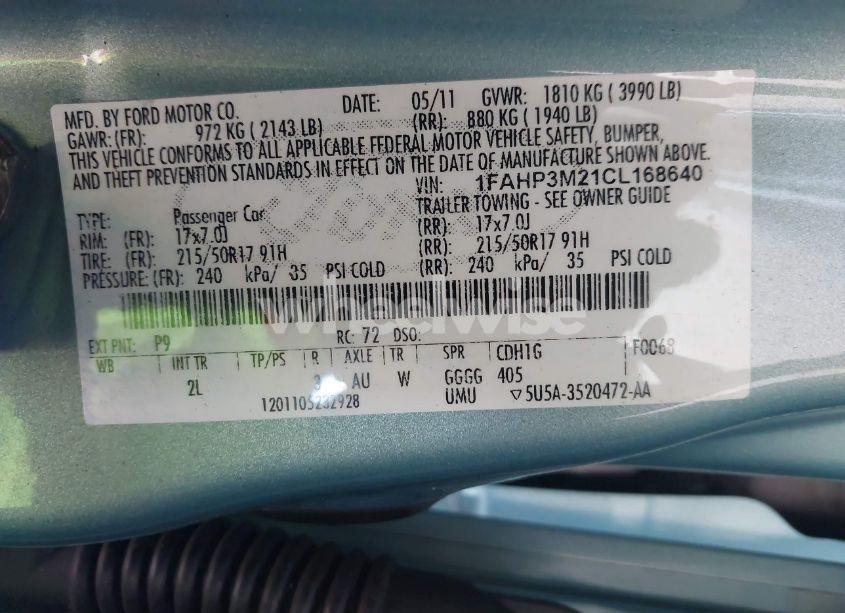 MFD. BY FORD MOTOR CO. DATE: 05/11 GVWR: 1810 KG ( 3990 LB)
GAWR: (FR): 972 KG ( 2143 LB) (RR): 880 KG ( 1940 LB)
THIS VEHICLE CONFORMS TO ALL APPLICABLE FEDERAL MOTOR VEHICLE SAFETY, BUMPER,
AND THEFT PREVENTION STANDARDS IN EFFECT ON THE DATE OF MANUFACTURE SHOWN ABOVE.
VIN: 1FAHP3M21CL168640
TYPE: Passenger Car TRAILER TOWING - SEE OWNER GUIDE
RIM: (FR): 17x7.0J (RR): 17x7.0J
TIRE: (FR): 215/50R17 91H (RR): 215/50R17 91H
PRESSURE: (FR): 240 kPa/ 35 PSI COLD (RR): 240 kPa/ 35 PSI COLD
wheelwise
EXT PNT: P9 RC: 72 DSO: F0068
WB INT TR TP/PS R AXLE TR SPR CDH1G
2L 3 AU W GGGG 405
UMU ▽5U5A-3520472-AA
1201105232928